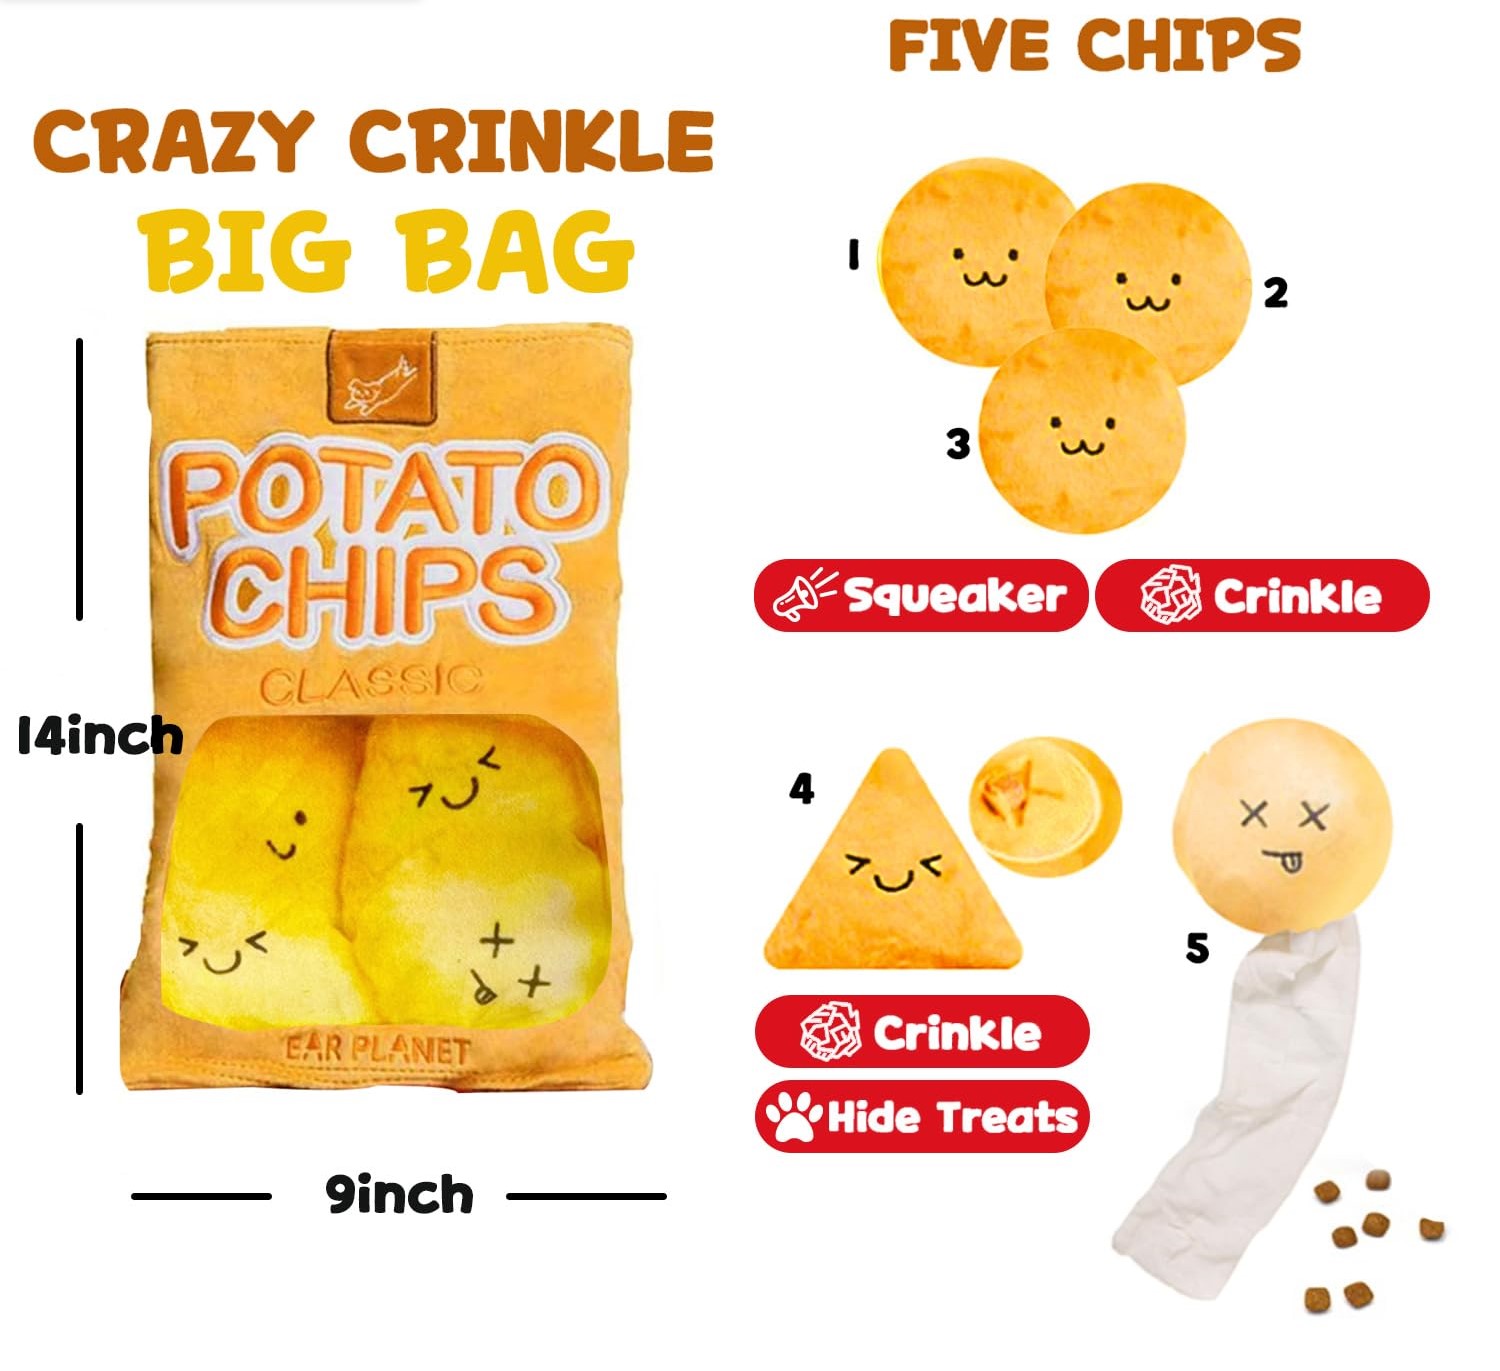 CRAZY CRINKLE
BIG BAG
POTATO
CHIPS
CLASSIC
EAR PLANET
14inch
9inch
FIVE CHIPS
1
2
3
Squeaker
Crinkle
4
5
Crinkle
Hide Treats